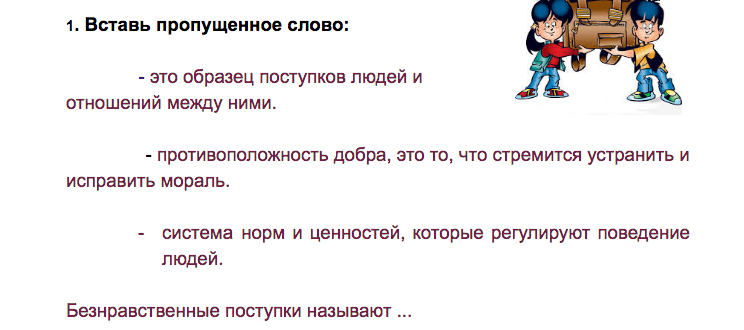 1. Вставь пропущенное слово:
- это образец поступков людей и
отношений между ними.
- противоположность добра, это то, что стремится устранить и
исправить мораль.
- система норм и ценностей, которые регулируют поведение
людей.
Безнравственные поступки называют ...